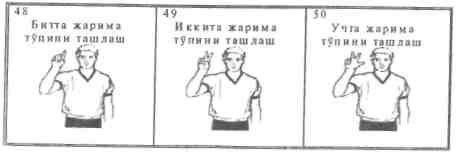 48
Битта жарима
тўпини ташлаш
49
Иккита жарима
тўпини ташлаш
50
Учта жарима
тўпини ташлаш